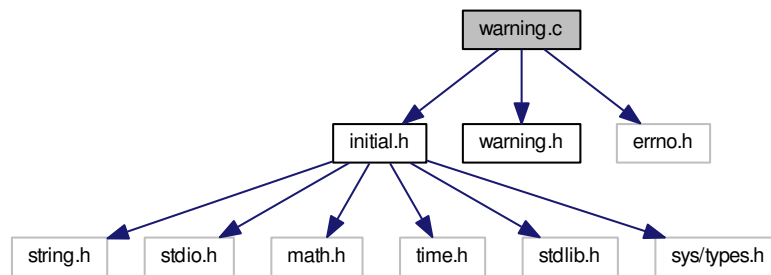 warning.c
initial.h
warning.h
errno.h
string.h
stdio.h
math.h
time.h
stdlib.h
sys/types.h